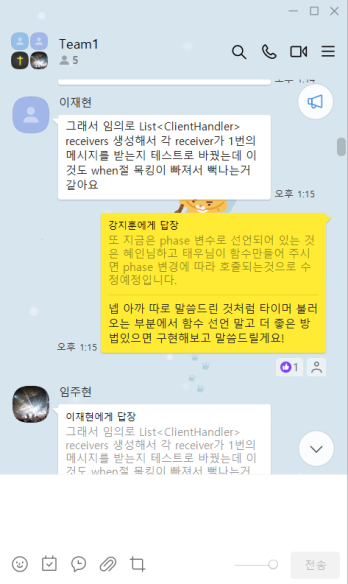 Team1
5
이재현
그래서 임의로 List<ClientHandler>
receivers 생성해서 각 receiver가 1번의
메시지를 받는지 테스트로 바꿨는데 이
것도 when절 목킹이 빠져서 뻑나는거
같아요
오후 1:15
강지훈에게 답장
또 지금은 phase 변수로 선언되어 있는 것
은 혜인님하고 태우님이 함수만들어 주시
면 phase 변경에 따라 호출되는것으로 수
정예정입니다.
넵 아까 따로 말씀드린 것처럼 타이머 불러
오는 부분에서 함수 선언 말고 더 좋은 방
법있으면 구현해보고 말씀드릴게요!
오후 1:15
1
임주현
이재현에게 답장
그래서 임의로 List<ClientHandler>
receivers 생성해서 각 receiver가 1번의
메시지를 받는지 테스트로 바꿨는데 이
것도 when절 목킹이 빠져서 뻑나는거
전송